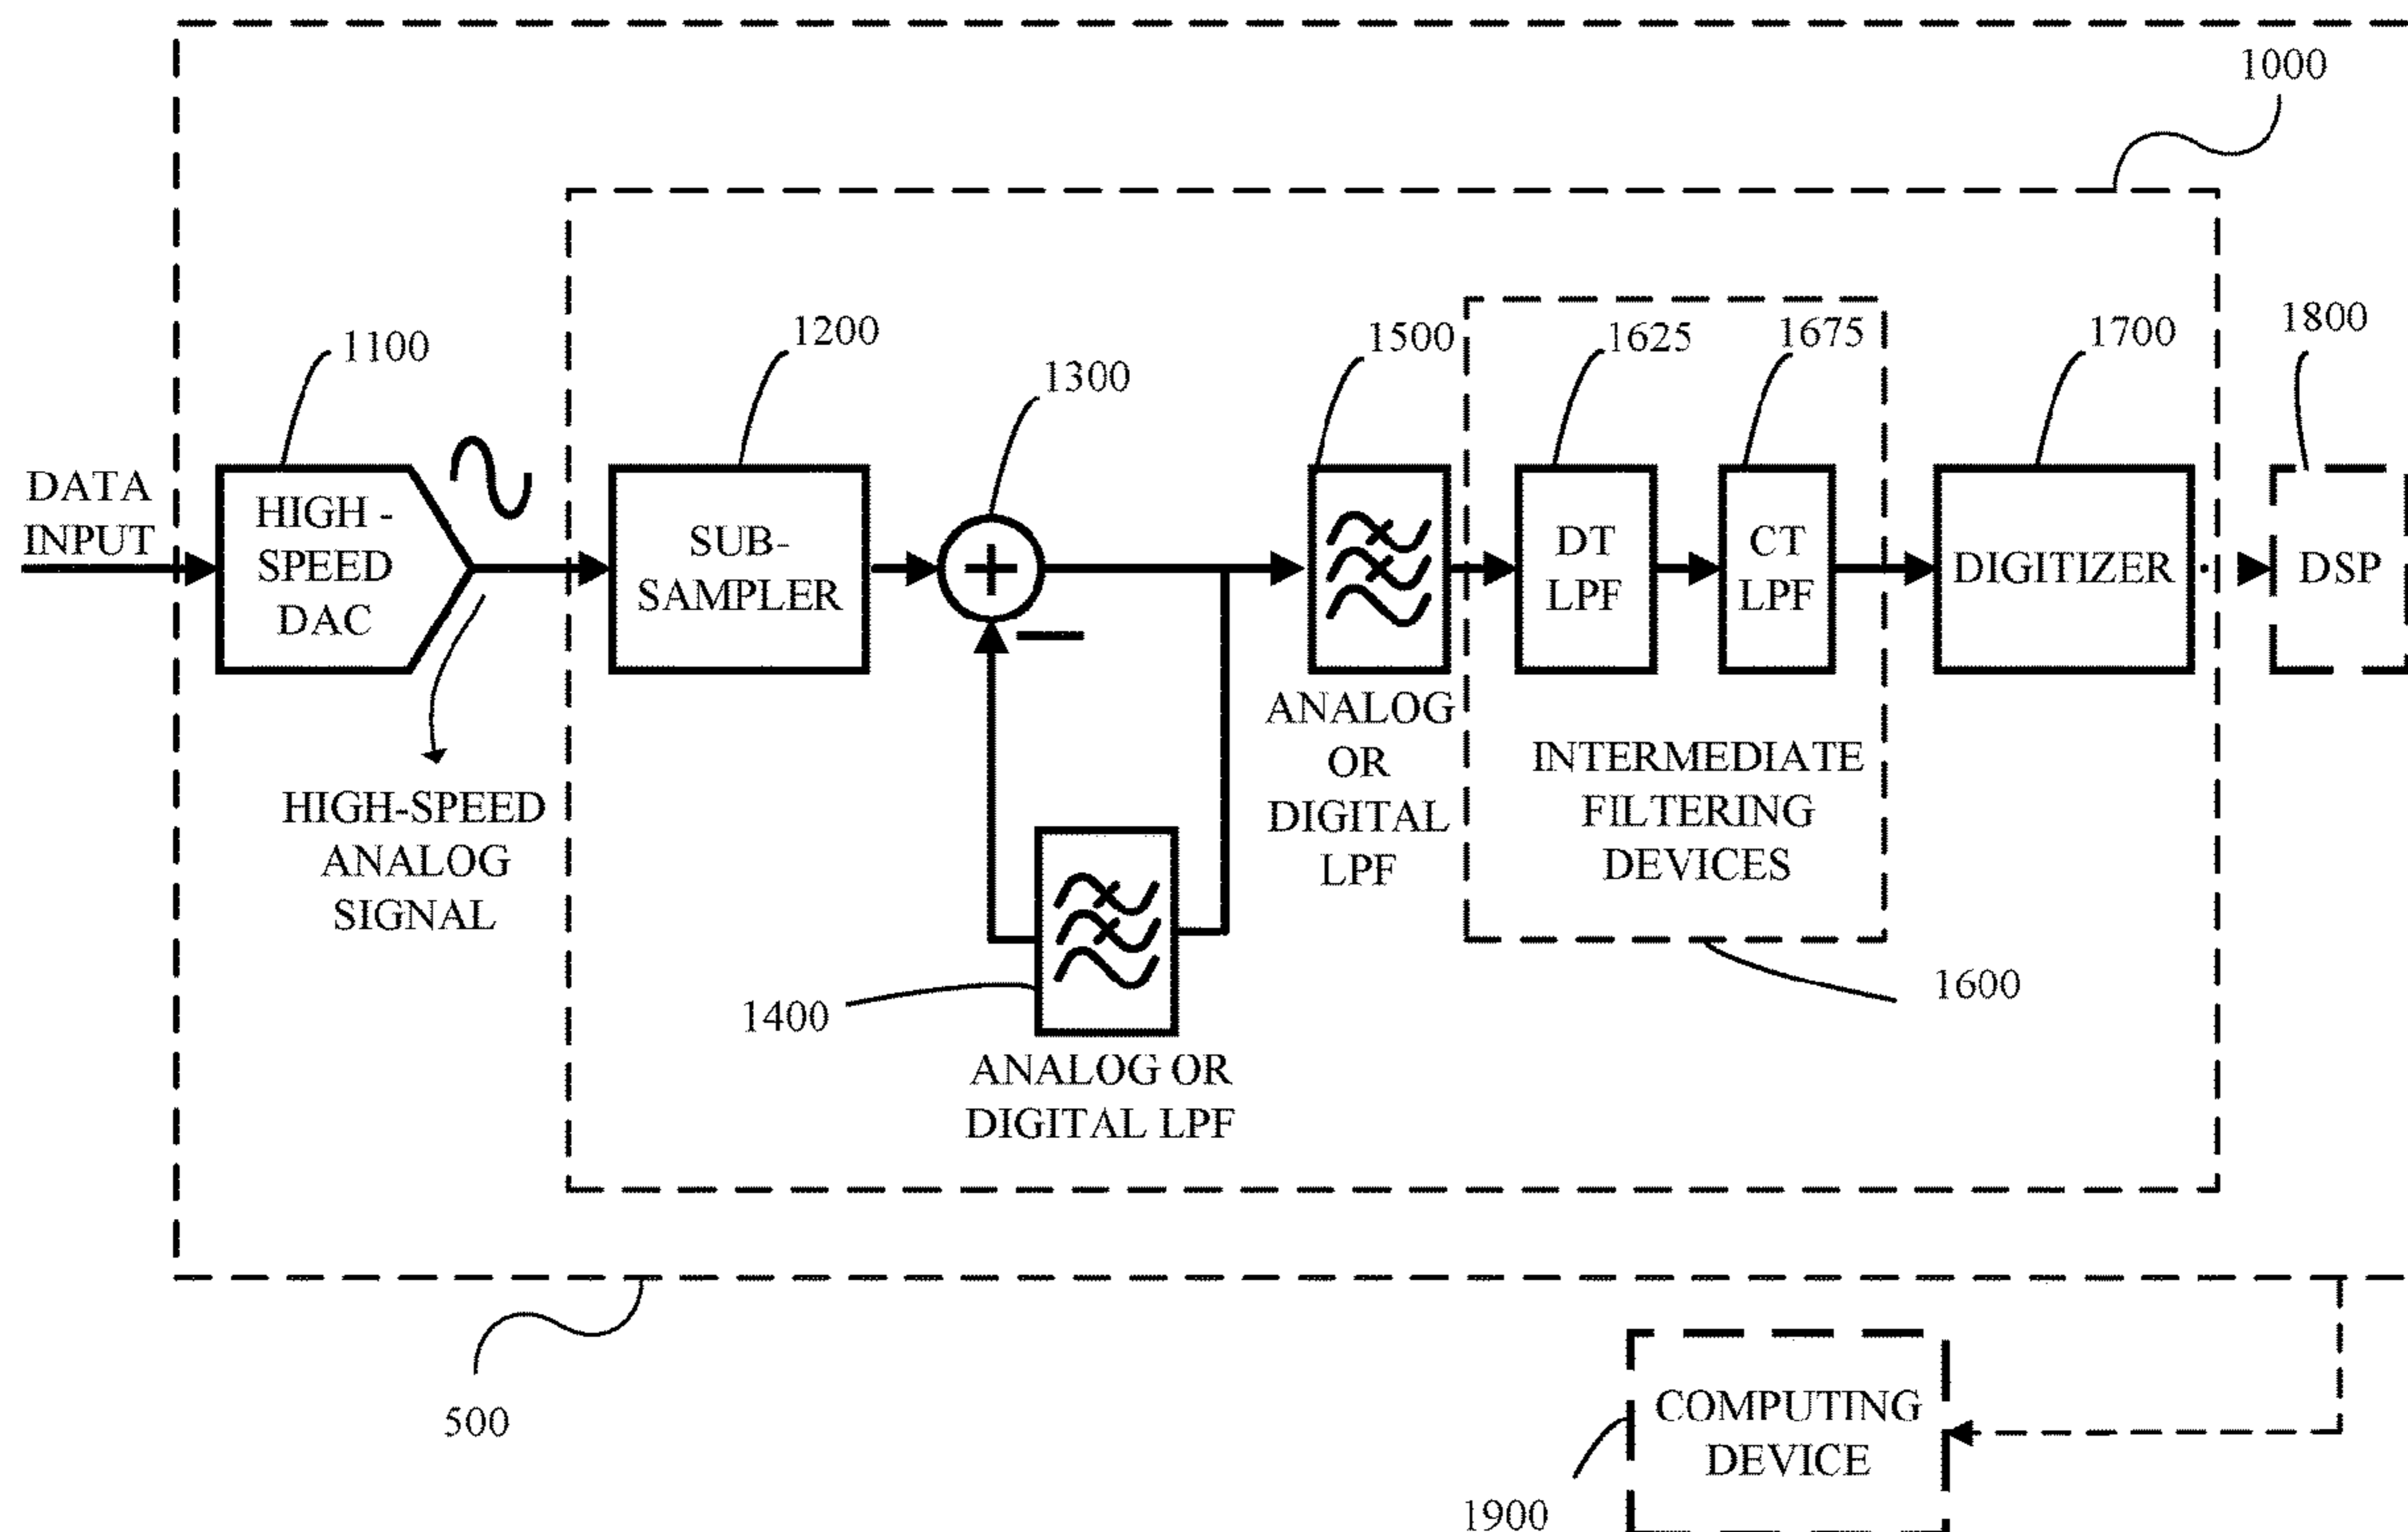 1000
1100
1200
1300
1500
1625
1675
1700
1800
DATA
INPUT
HIGH -
SPEED
DAC
SUB-
SAMPLER
+
DT
LPF
CT
LPF
DIGITIZER
DSP
HIGH-SPEED
ANALOG
SIGNAL
ANALOG
OR
DIGITAL
LPF
INTERMEDIATE
FILTERING
DEVICES
1600
1400
ANALOG OR
DIGITAL LPF
500
COMPUTING
DEVICE
1900